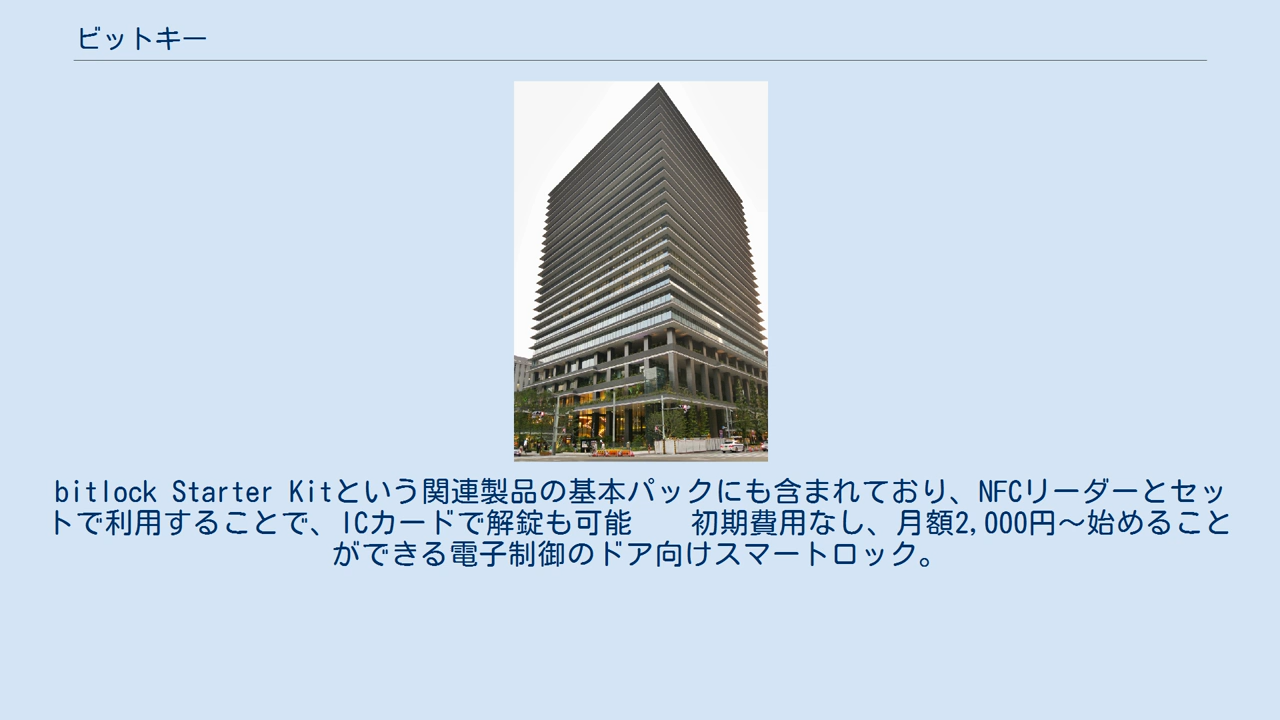 ビットキー
bitlock Starter Kitという関連製品の基本パックにも含まれており、NFCリーダーとセッ
トで利用することで、ICカードで解錠も可能　　初期費用なし、月額2,000円～始めること
ができる電子制御のドア向けスマートロック。